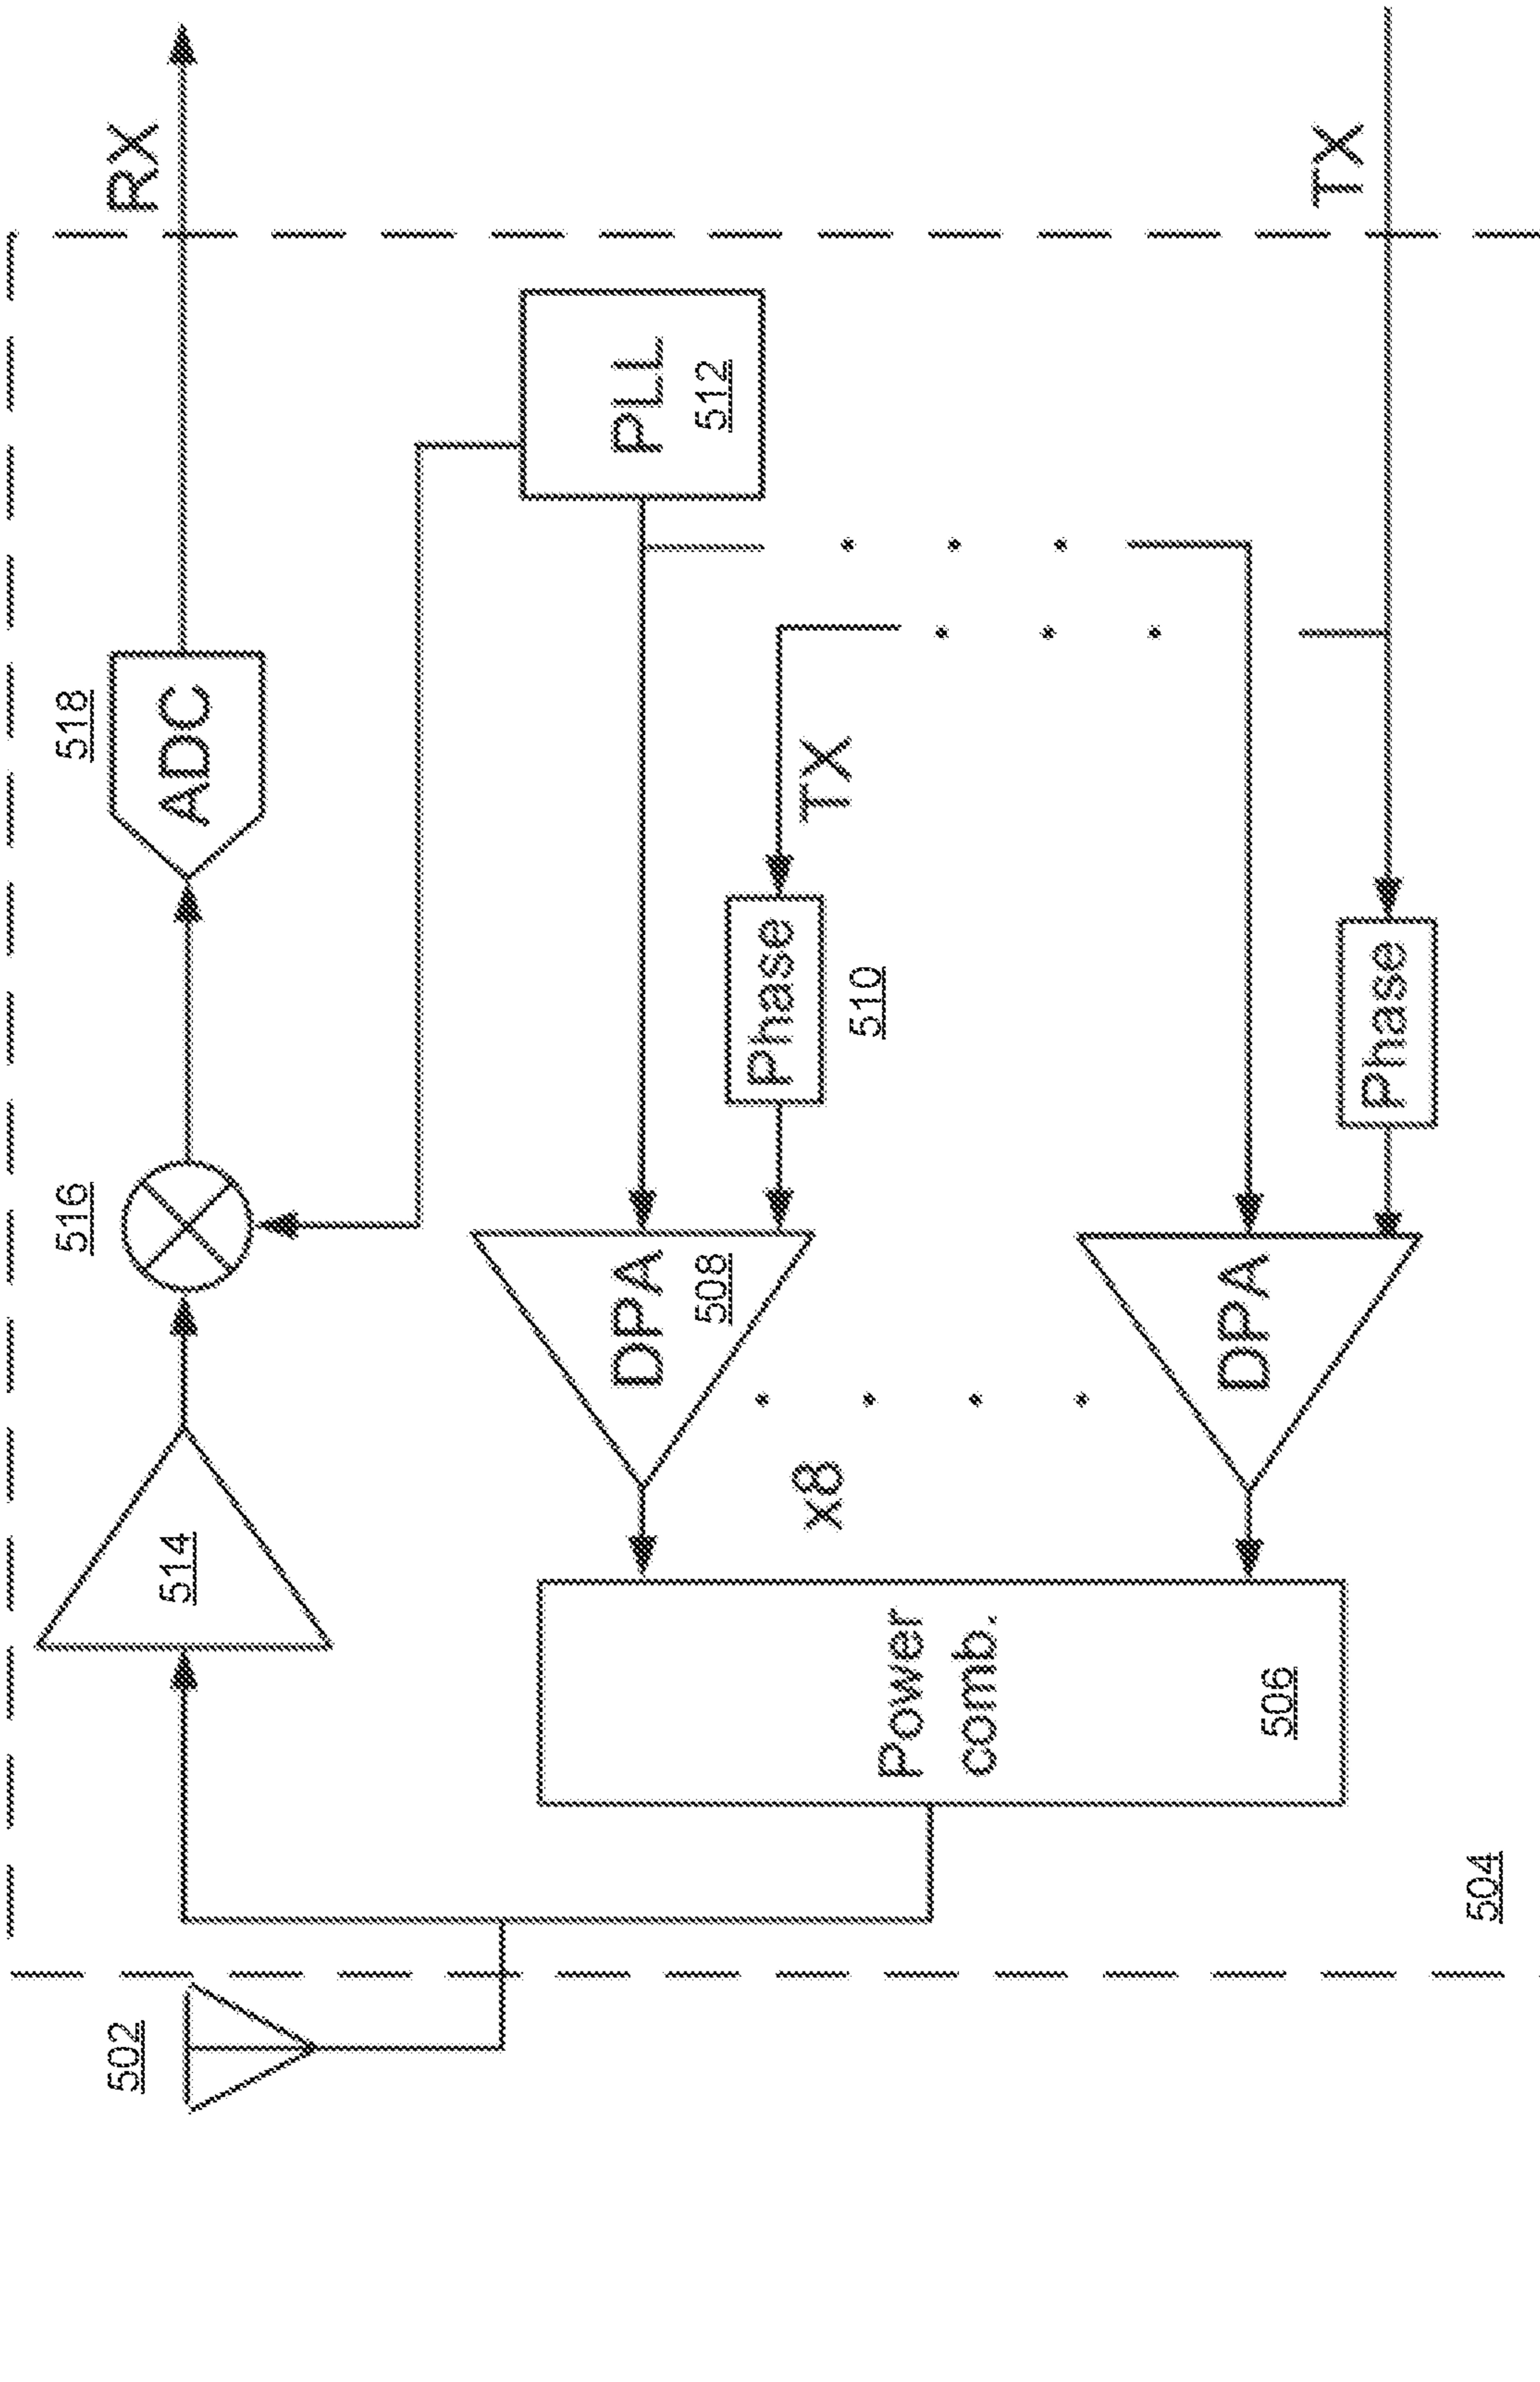 502
504
514
516
518
ADC
RX
PLL
512
DPA
508
TX
Phase
510
x8
Power
comb.
506
DPA
Phase
TX